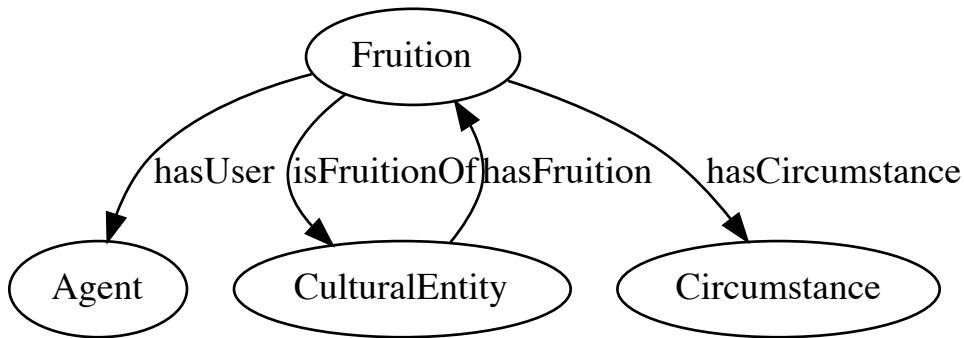 Fruition
hasUser isFruitionOf hasFruition hasCircumstance
Agent CulturalEntity Circumstance